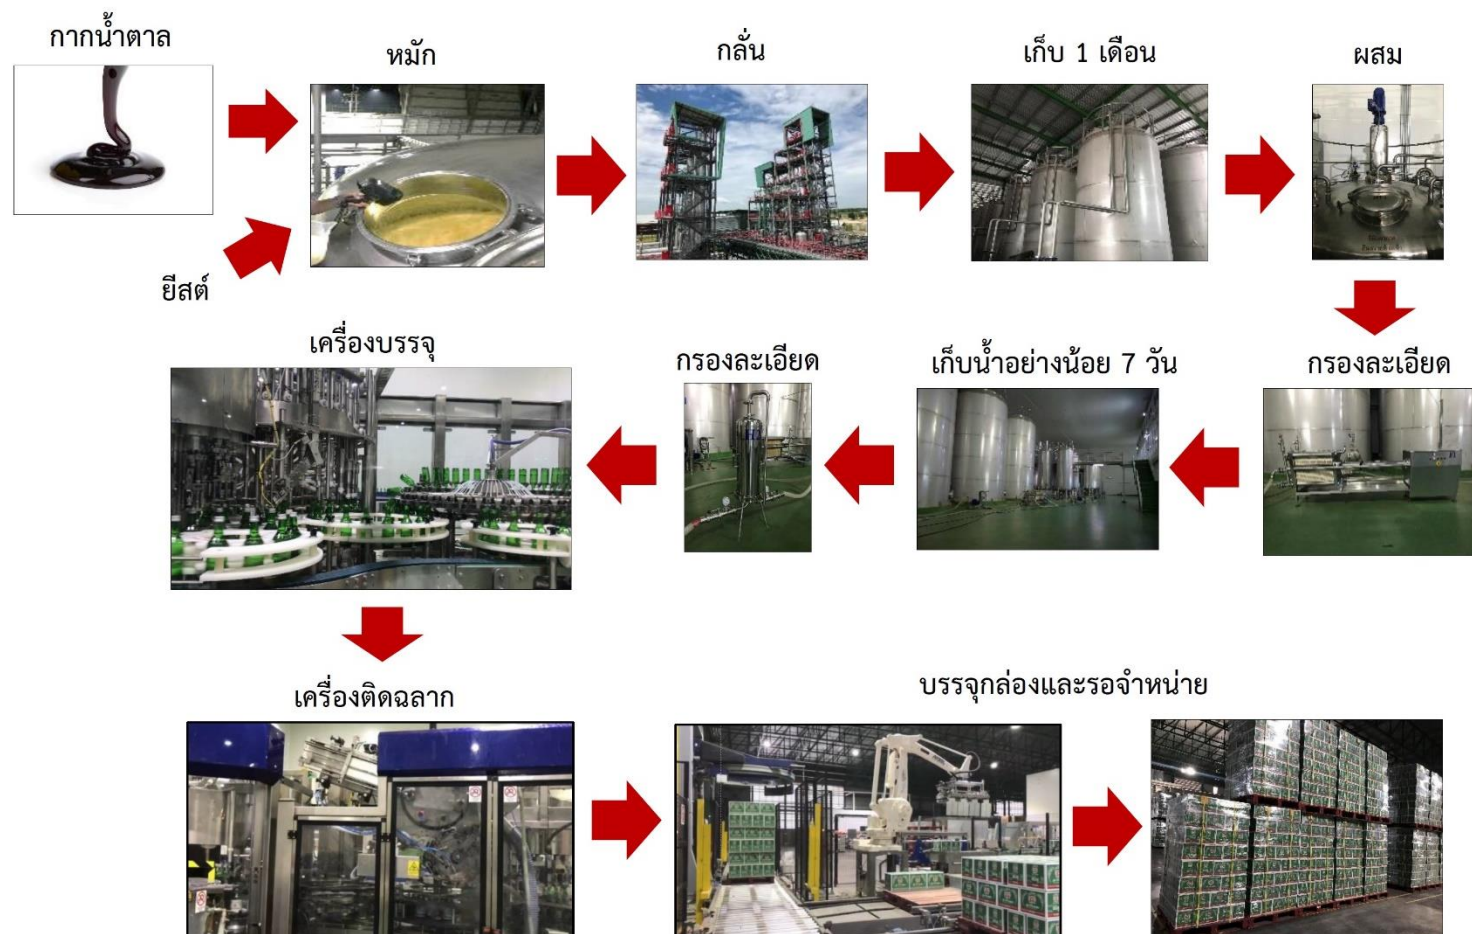 กากน้ำตาล
หมัก
กลั่น
เก็บ 1 เดือน
ผสม
ยีสต์
เครื่องบรรจุ
กรองละเอียด
เก็บน้ำอย่างน้อย 7 วัน
กรองละเอียด
เครื่องติดฉลาก
บรรจุกล่องและรอจำหน่าย